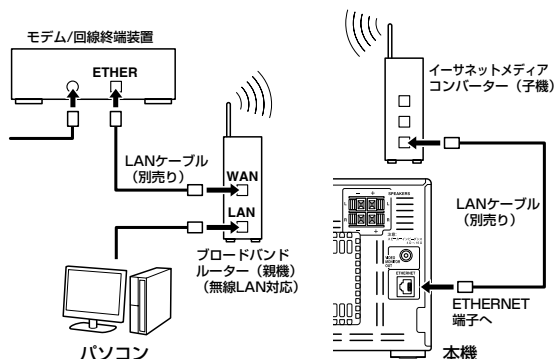 モデム/回線終端装置
ETHER
LANケーブル
（別売り）
WAN
LAN
ブロードバンド
ルーター（親機）
（無線LAN対応）
パソコン
イーサネットメディア
コンバーター（子機）
LANケーブル
（別売り）
SPEAKERS
L
L
R
R
VIDEO
MONITOR
OUT
ETHERNET
ETHERNET
端子へ
本機